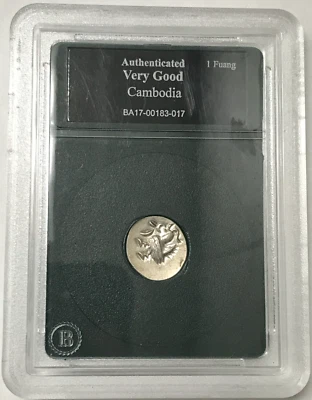 Authenticated 1 Fuang
Very Good
Cambodia
BA17-00183-017
B